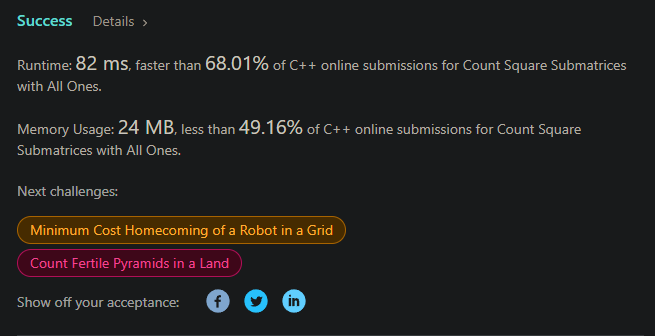 Success Details >
Runtime: 82 ms, faster than 68.01% of C++ online submissions for Count Square Submatrices
with All Ones.
Memory Usage: 24 MB, less than 49.16% of C++ online submissions for Count Square
Submatrices with All Ones.
Next challenges:
Minimum Cost Homecoming of a Robot in a Grid
Count Fertile Pyramids in a Land
Show off your acceptance: f in